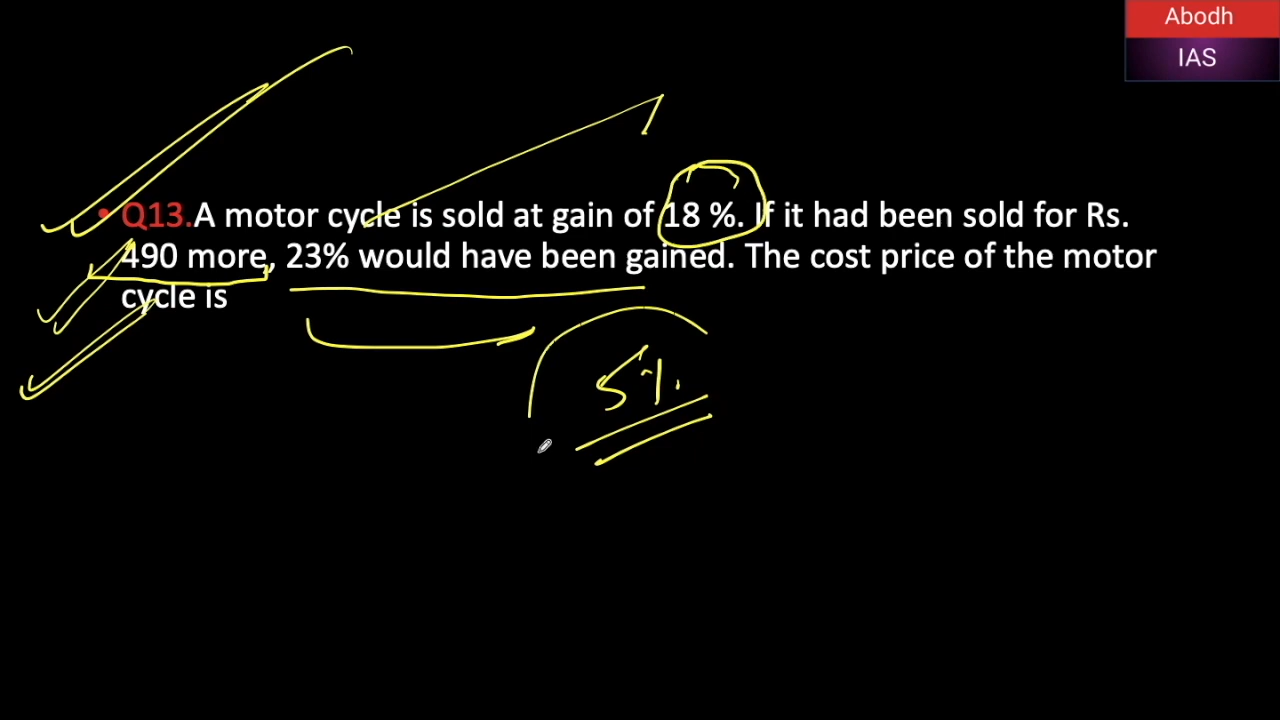 Abodh
IAS
• Q13.A motor cycle is sold at gain of 18 %. If it had been sold for Rs.
490 more, 23% would have been gained. The cost price of the motor
cycle is
5%